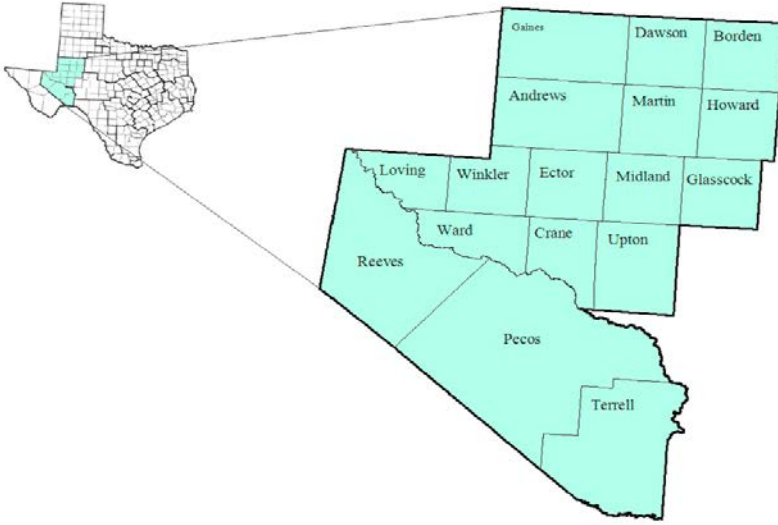 Gaines Dawson Borden
Andrews Martin Howard
Loving Winkler Ector Midland Glasscock
Ward Crane Upton
Reeves
Pecos
Terrell